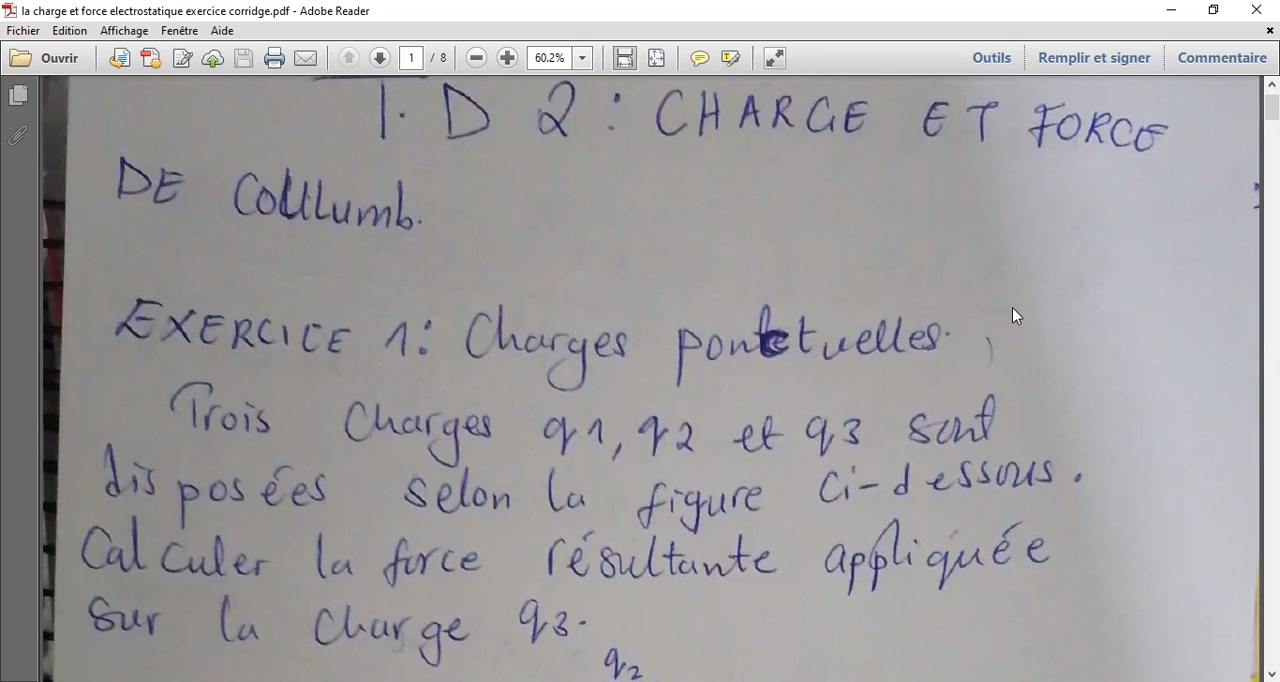 la charge et force electrostatique exercice corridge.pdf - Adobe Reader
Fichier Edition Affichage Fenêtre Aide
Ouvrir 1 / 8 60.2% Outils Remplir et signer Commentaire
T.D 2 : CHARGE ET FORCE
DE COULLumb.
EXERCICE 1: Charges ponctuelles.
Trois Charges q1, q2 et q3 sont
disposées selon la figure ci-dessous.
Calculer la force résultante appliquée
sur la charge q3.
q2